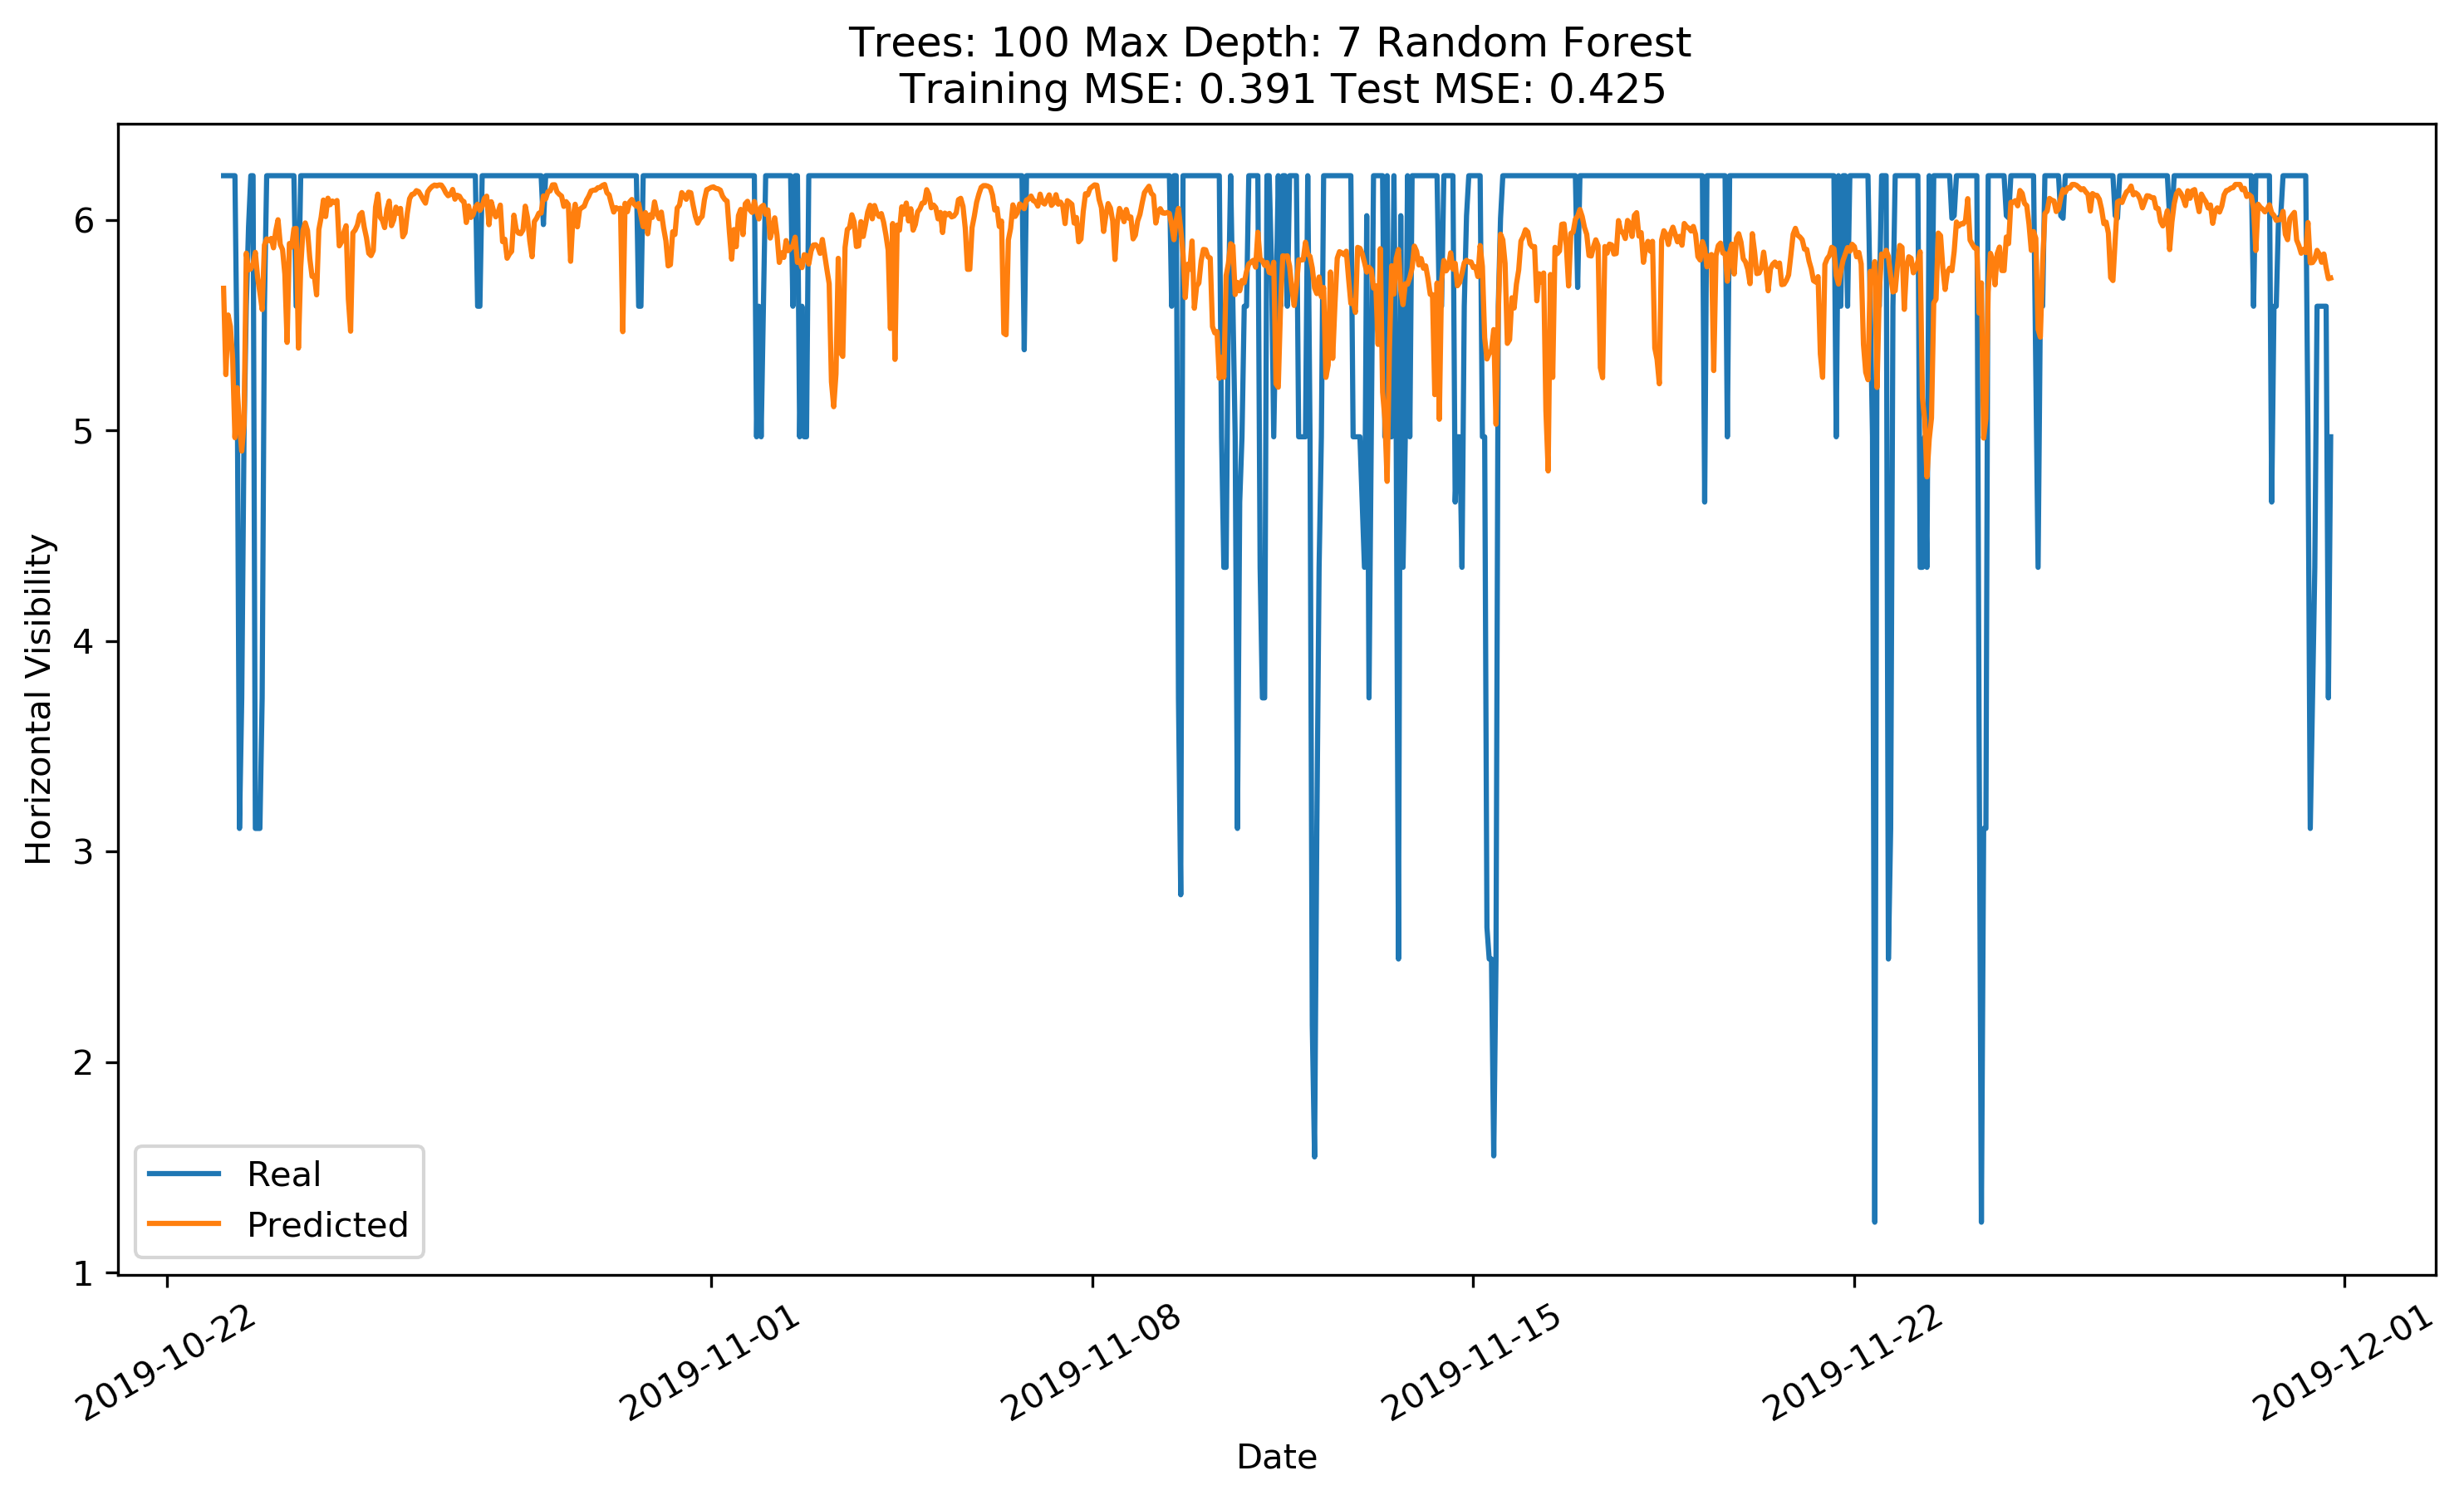 Trees: 100 Max Depth: 7 Random Forest
Training MSE: 0.391 Test MSE: 0.425
Horizontal Visibility
6
5
4
3
2
1
Real
Predicted
2019-10-22
2019-11-01
2019-11-08
2019-11-15
2019-11-22
2019-12-01
Date